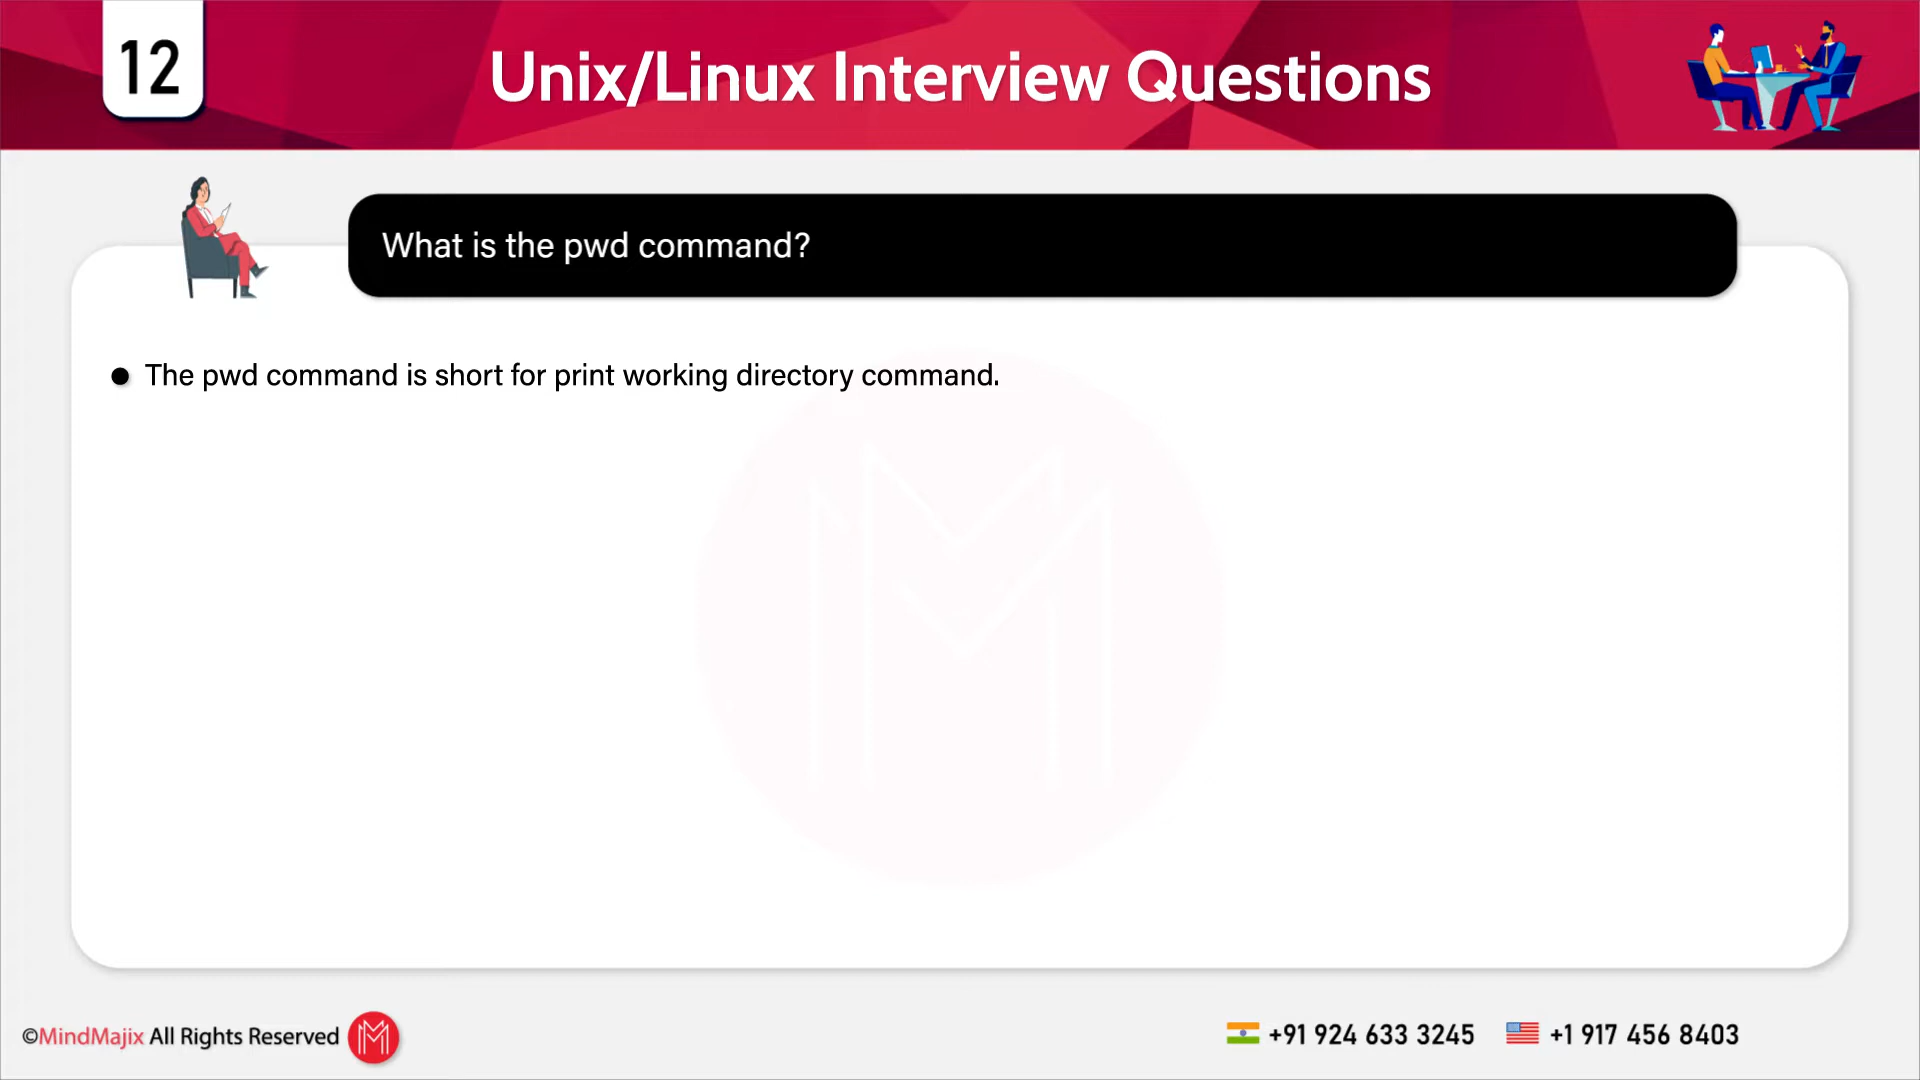 12
Unix/Linux Interview Questions
What is the pwd command?
● The pwd command is short for print working directory command.
©MindMajix All Rights Reserved
+91 924 633 3245
+1 917 456 8403